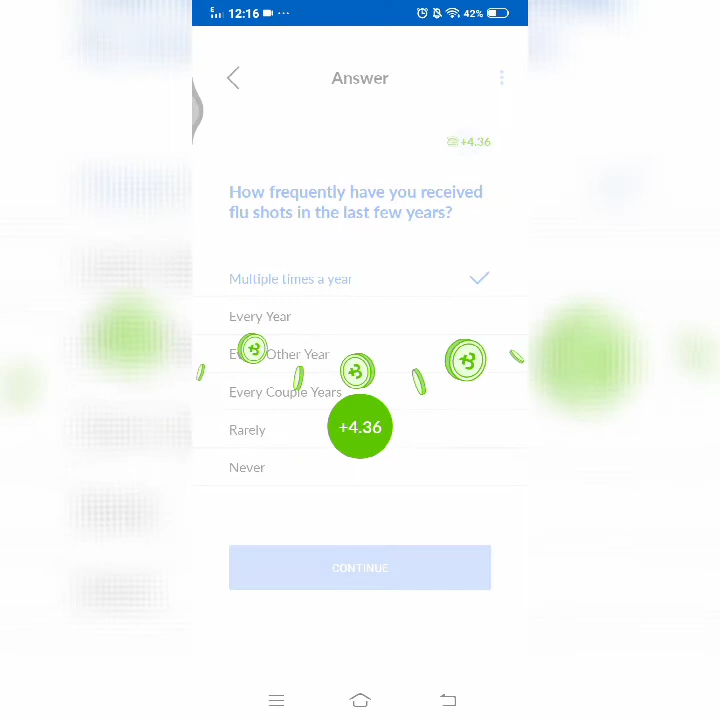 E 12:16 ... 42%
Answer
+4.36
How frequently have you received
flu shots in the last few years?
Multiple times a year
Every Year
Other Year
Every Couple Years
+4.36
Rarely
Never
CONTINUE